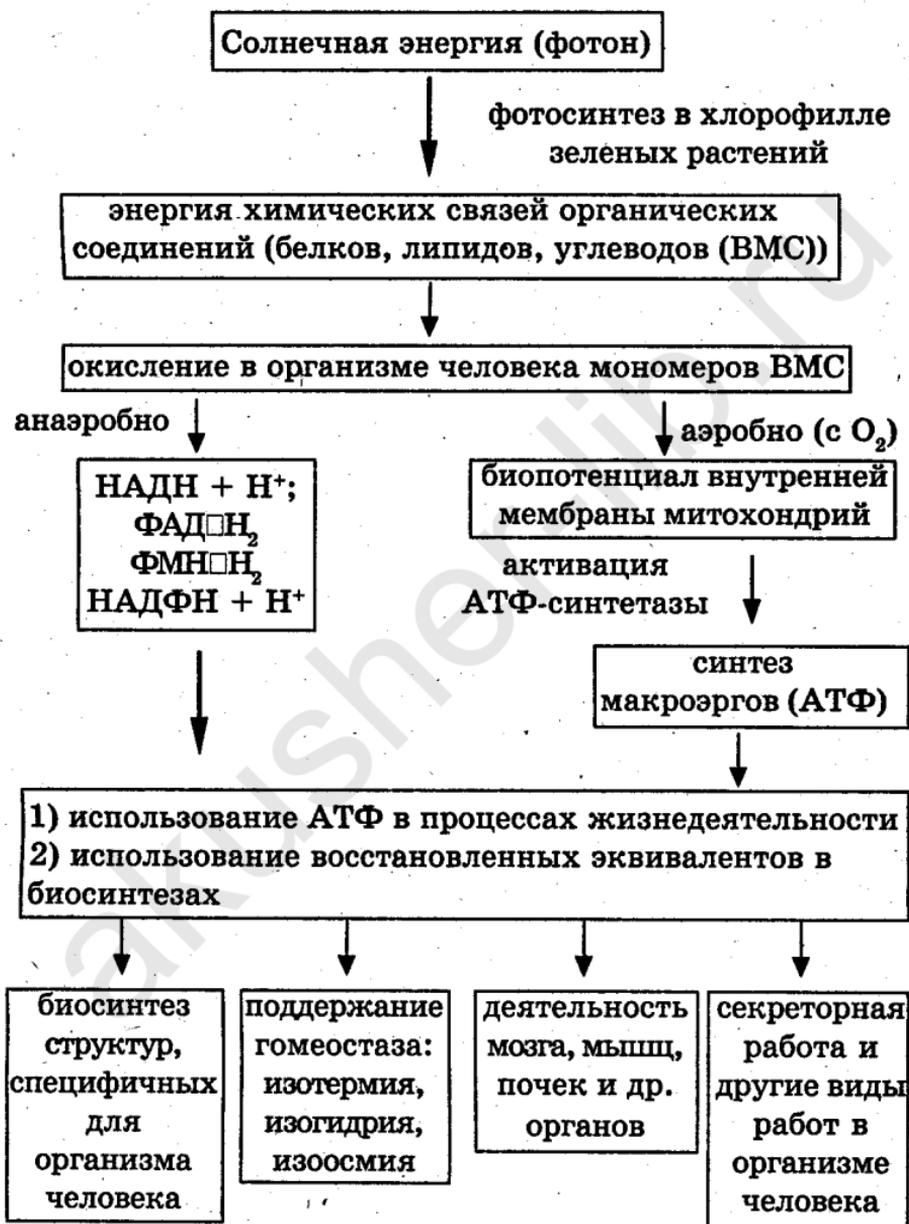 Солнечная энергия (фотон)
фотосинтез в хлорофилле
зеленых растений
энергия химических связей органических
соединений (белков, липидов, углеводов (ВМС))
окисление в организме человека мономеров ВМС
анаэробно
аэробно (с O₂)
НАДН + Н⁺;
ФАД□Н₂
ФМН□Н₂
НАДФН + Н⁺
биопотенциал внутренней
мембраны митохондрий
активация
АТФ-синтетазы
синтез
макроэргов (АТФ)
1) использование АТФ в процессах жизнедеятельности
2) использование восстановленных эквивалентов в
биосинтезах
биосинтез
структур,
специфичных
для
организма
человека
поддержание
гомеостаза:
изотермия,
изогидрия,
изоосмия
деятельность
мозга, мышц,
почек и др.
органов
секреторная
работа и
другие виды
работ в
организме
человека
akusher-lib.ru